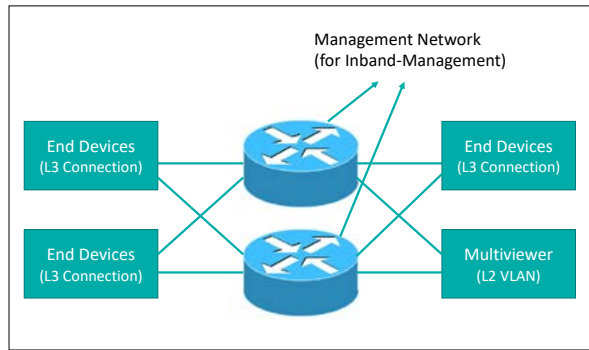 Management Network
(for Inband-Management)
End Devices
(L3 Connection)
End Devices
(L3 Connection)
End Devices
(L3 Connection)
Multiviewer
(L2 VLAN)